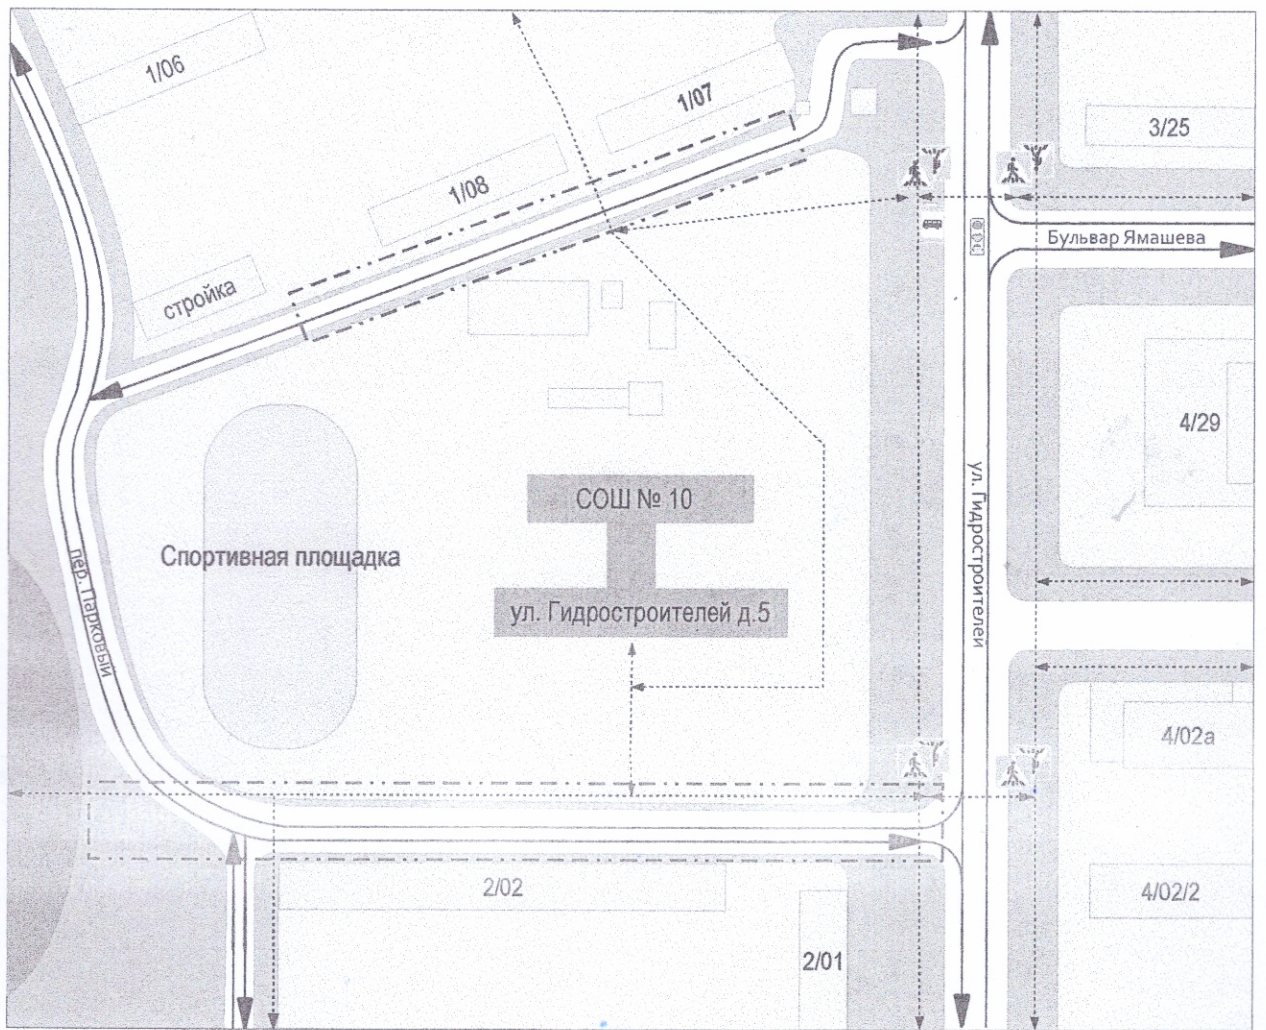 1/06
1/07
3/25
1/08
Бульвар Ямашева
стройка
4/29
СОШ № 10
ул. Гидростроителей
Спортивная площадка
пер. Парковый
ул. Гидростроителей д.5
4/02а
2/02
4/02/2
2/01